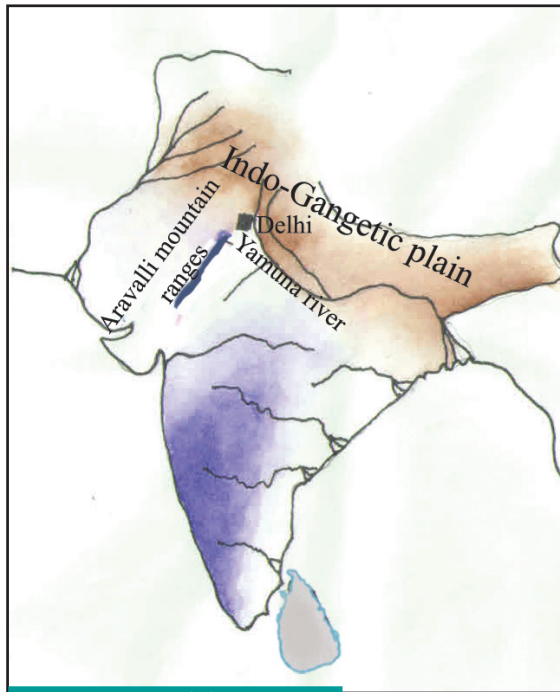 Indo-Gangetic plain
Delhi
Aravalli mountain
ranges
Yamuna river